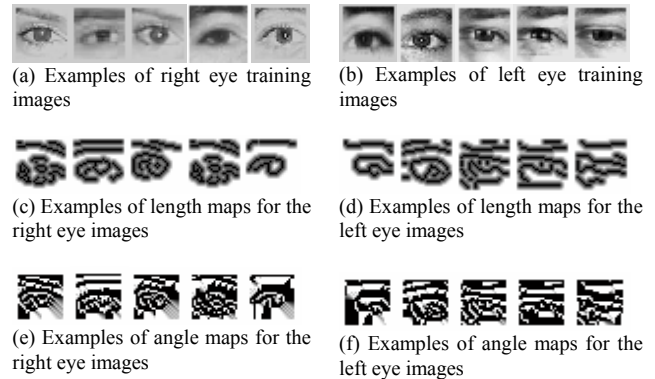 (a) Examples of right eye training
images
(b) Examples of left eye training
images
(c) Examples of length maps for the
right eye images
(d) Examples of length maps for the
left eye images
(e) Examples of angle maps for the
right eye images
(f) Examples of angle maps for the
left eye images